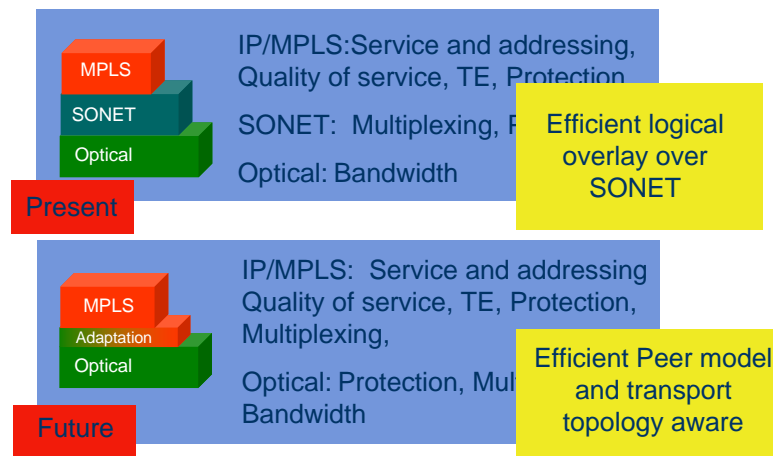 MPLS
SONET
Optical
Present
IP/MPLS:Service and addressing,
Quality of service, TE, Protection
SONET: Multiplexing,
Optical: Bandwidth
Efficient logical
overlay over
SONET
MPLS
Adaptation
Optical
Future
IP/MPLS: Service and addressing
Quality of service, TE, Protection,
Multiplexing,
Optical: Protection,
Bandwidth
Efficient Peer model
and transport
topology aware